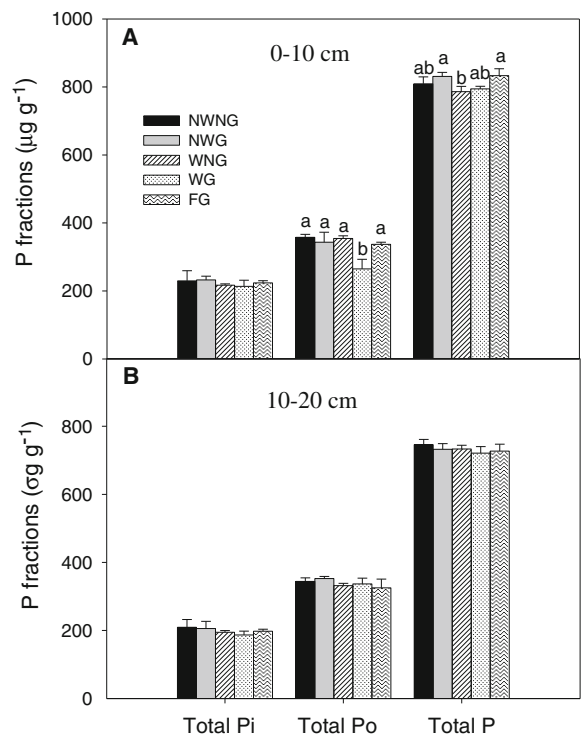 1000
A
0-10 cm
a
ab
ab
a
b
800
NWNG
NWG
WNG
WG
FG
600
P fractions (μg g-1)
400
a
a
a
a
b
200
0
B
10-20 cm
800
600
P fractions (σg g-1)
400
200
0
Total Pi
Total Po
Total P